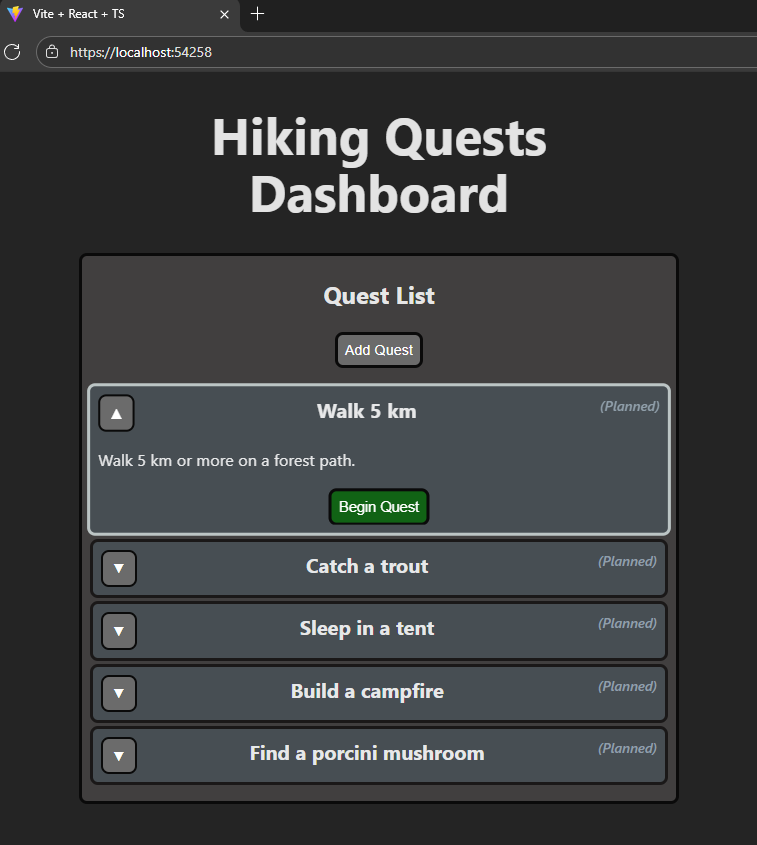 Vite + React + TS
https://localhost:54258
Hiking Quests
Dashboard
Quest List
Add Quest
▲ Walk 5 km (Planned)
Walk 5 km or more on a forest path.
Begin Quest
▼ Catch a trout (Planned)
▼ Sleep in a tent (Planned)
▼ Build a campfire (Planned)
▼ Find a porcini mushroom (Planned)